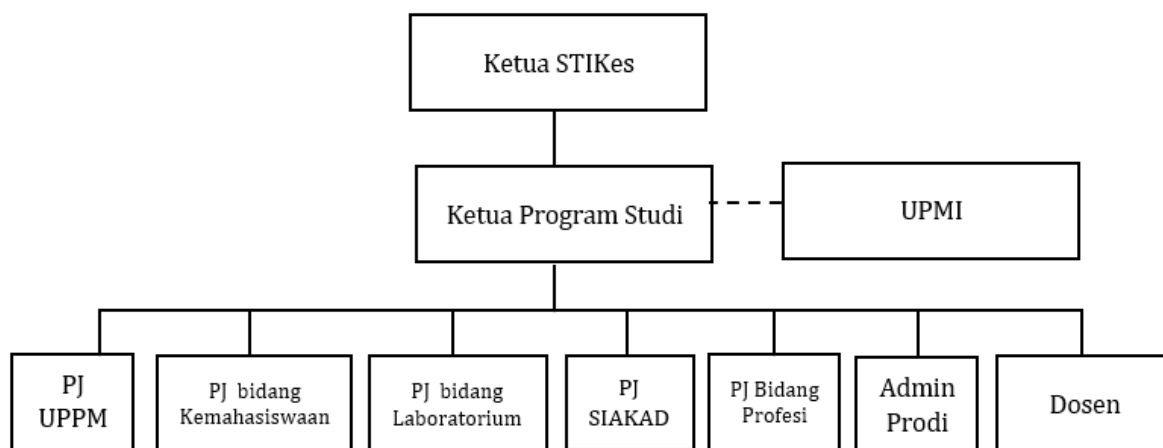 Ketua STIKes
Ketua Program Studi
UPMI
PJ
UPPM
PJ bidang
Kemahasiswaan
PJ bidang
Laboratorium
PJ
SIAKAD
PJ Bidang
Profesi
Admin
Prodi
Dosen